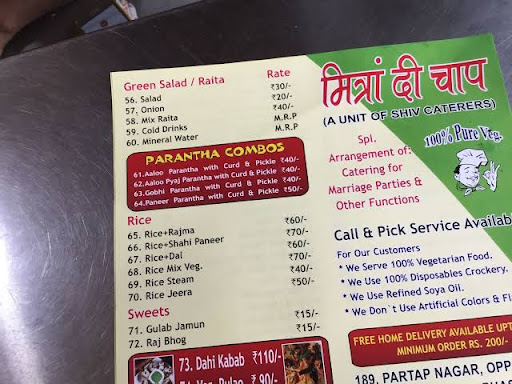 Green Salad / Raita Rate
56. Salad ₹30/-
57. Onion ₹20/-
58. Mix Raita ₹40/-
59. Cold Drinks M.R.P
60. Mineral Water M.R.P
PARANTHA COMBOS
61.Aaloo Parantha with Curd & Pickle ₹40/-
62.Aaloo Pyaj Parantha with Curd & Pickle ₹40/-
63.Gobhi Parantha with Curd & Pickle ₹40/-
64.Paneer Parantha with Curd & Pickle ₹50/-
Rice
65. Rice+Rajma ₹60/-
66. Rice+Shahi Paneer ₹70/-
67. Rice+Dal ₹60/-
68. Rice Mix Veg. ₹70/-
69. Rice Steam ₹40/-
70. Rice Jeera ₹50/-
Sweets
71. Gulab Jamun ₹15/-
72. Raj Bhog ₹15/-
73. Dahi Kabab ₹110/-
74. Veg. Pulao ₹90/-
मित्रां दी चाप
(A UNIT OF SHIV CATERERS)
100% Pure Veg.
Spl.
Arrangement of:
Catering for
Marriage Parties &
Other Functions
Call & Pick Service
For Our Customers
* We Serve 100% Vegetarian Food.
* We Use 100% Disposables Crockery.
* We Use Refined Soya Oil.
* We Don`t Use Artificial Colors &
FREE HOME DELIVERY AVAILABLE
MINIMUM ORDER RS. 200/-
189, PARTAP NAGAR,